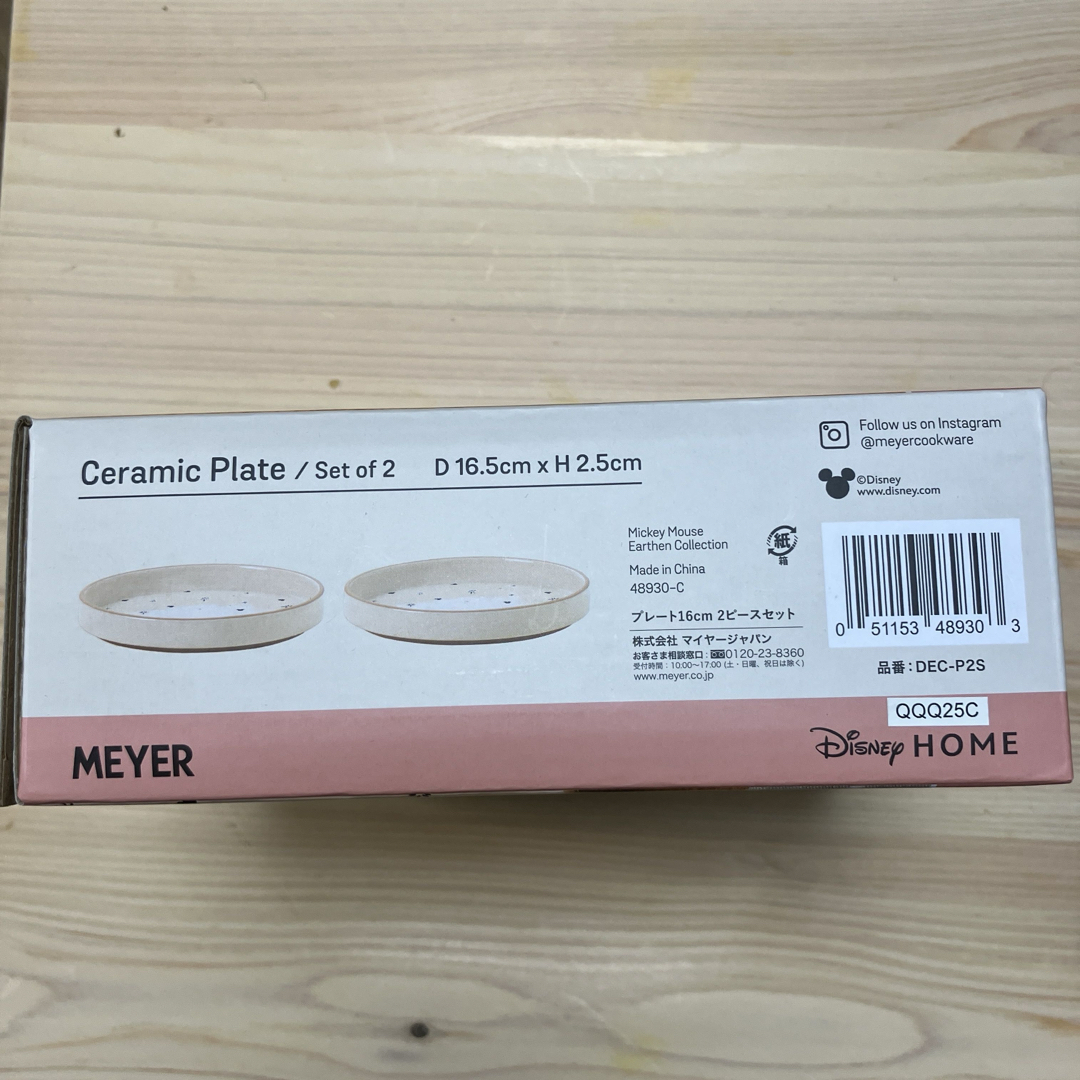 Ceramic Plate / Set of 2 D 16.5cm x H 2.5cm
Follow us on Instagram
@meyercookware
©Disney
www.disney.com
Mickey Mouse
Earthen Collection
Made in China
48930-C
紙
箱
プレート16cm 2ピースセット
株式会社 マイヤージャパン
お客さま相談窓口:0120-23-8360
受付時間:10:00〜17:00 (土・日曜、祝日は除く)
www.meyer.co.jp
0 51153 48930 3
品番:DEC-P2S
QQQ25C
MEYER
Disney HOME